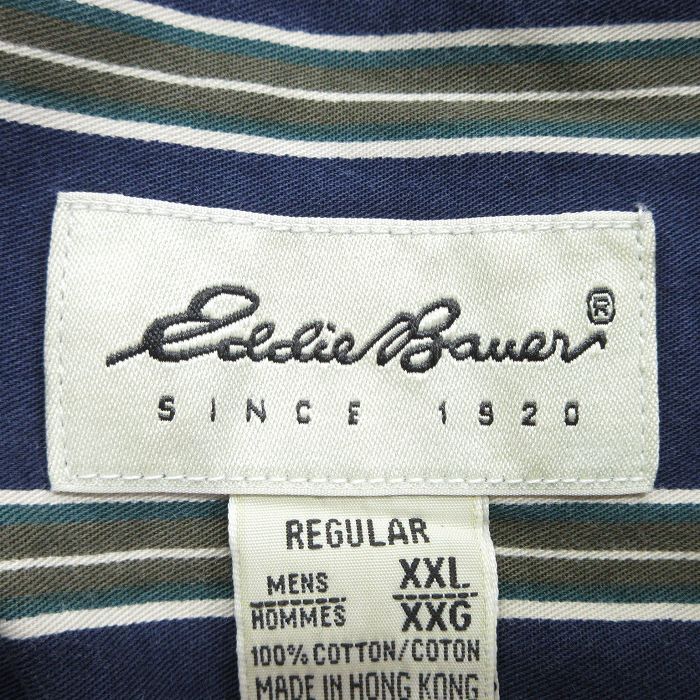 Eddie Bauer®
SINCE 1920
REGULAR
MENS XXL
HOMMES XXG
100% COTTON/COTON
MADE IN HONG KONG